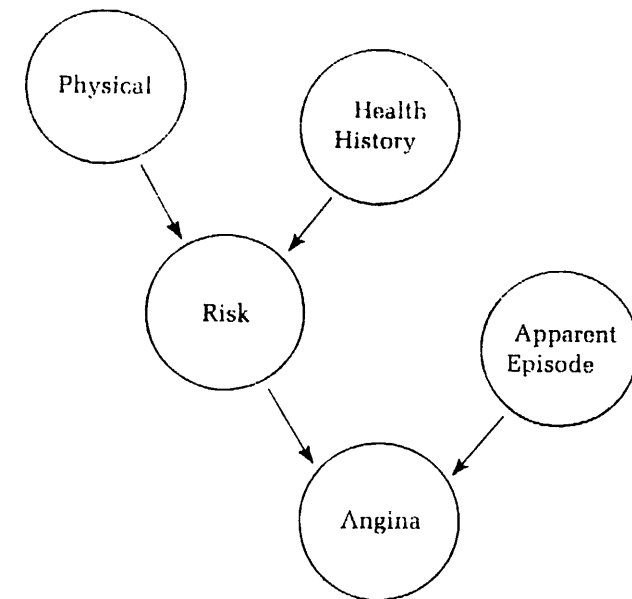 Physical
Health
History
Risk
Apparent
Episode
Angina